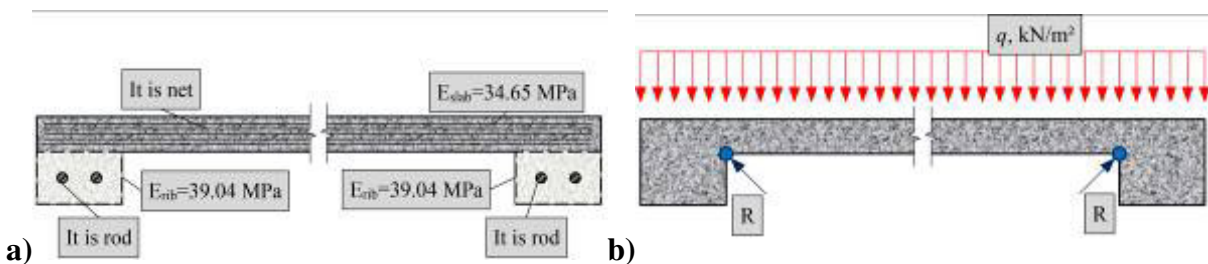 It is net
E_slab=34.65 MPa
E_rib=39.04 MPa
E_rib=39.04 MPa
It is rod
It is rod
a)
q, kN/m²
R
R
b)